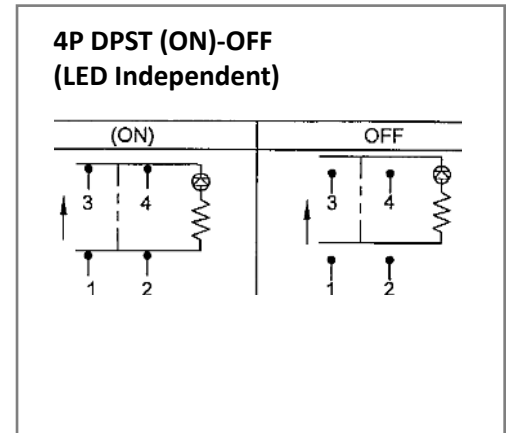 4P DPST (ON)-OFF
(LED Independent)
(ON) OFF
3 4 3 4
1 2 1 2